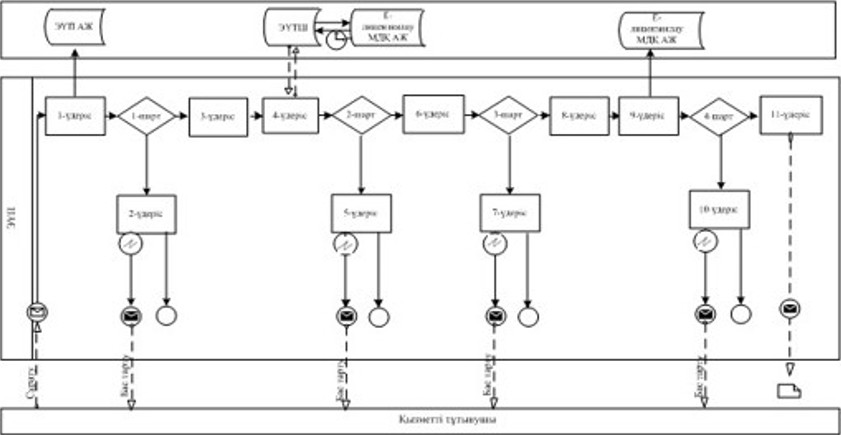 ЭҮП АЖ
ЭҮТШ
Е-
лицензиялау
МДҚ АЖ
Е-
лицензиялау
МДҚ АЖ
1-үдеріс
1-шарт
3-үдеріс
4-үдеріс
2-шарт
6-үдеріс
3-шарт
8-үдеріс
9-үдеріс
4-шарт
11-үдеріс
2-үдеріс
5-үдеріс
7-үдеріс
10-үдеріс
Сұрату
Бас тарту
Бас тарту
Бас тарту
Бас тарту
Қызметті тұтынушы